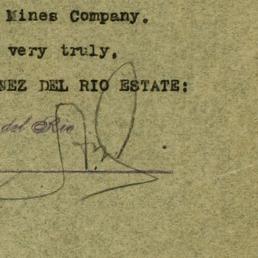 Mines Company.
very truly,
NEZ DEL RIO ESTATE:
del Rio